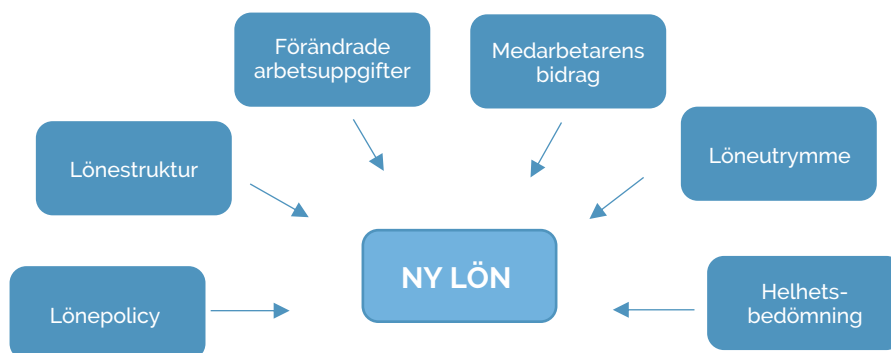 Förändrade
arbetsuppgifter
Medarbetarens
bidrag
Lönestruktur
Löneutrymme
NY LÖN
Lönepolicy
Helhets-
bedömning